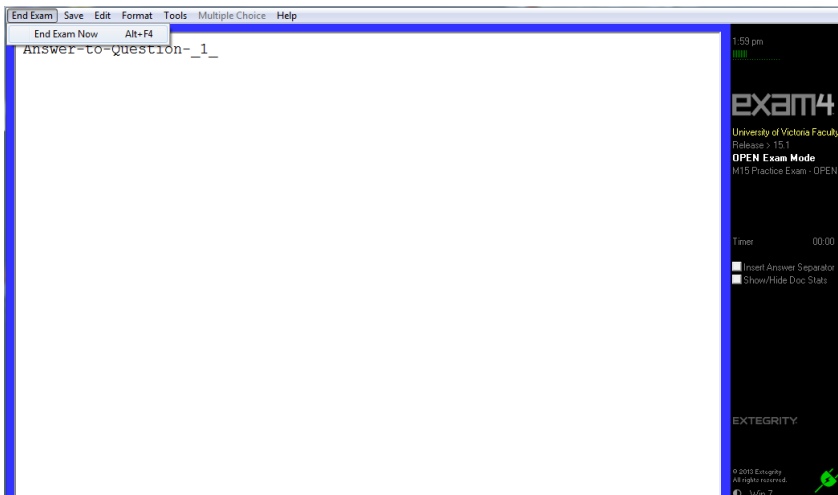 End Exam Save Edit Format Tools Multiple Choice Help
End Exam Now Alt+F4
Answer-to-Question-_1_
1:59 pm
exam4
University of Victoria Faculty
Release > 15.1
OPEN Exam Mode
M15 Practice Exam - OPEN
Timer 00:00
Insert Answer Separator
Show/Hide Doc Stats
EXTEGRITY
© 2013 Extegrity
All rights reserved.
Win 7